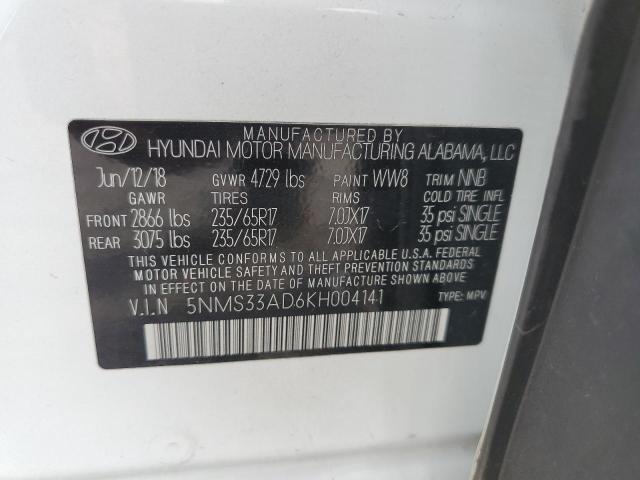 MANUFACTURED BY
HYUNDAI MOTOR MANUFACTURING ALABAMA, LLC
Jun/12/18 GVWR 4729 lbs PAINT WW8 TRIM NNB
GAWR TIRES RIMS COLD TIRE INFL
FRONT 2866 lbs 235/65R17 7.0JX17 35 psi SINGLE
REAR 3075 lbs 235/65R17 7.0JX17 35 psi SINGLE
THIS VEHICLE CONFORMS TO ALL APPLICABLE U.S.A. FEDERAL
MOTOR VEHICLE SAFETY AND THEFT PREVENTION STANDARDS
IN EFFECT ON THE DATE OF MANUFACTURE SHOWN ABOVE
V.I.N 5NMS33AD6KH004141 TYPE: MPV